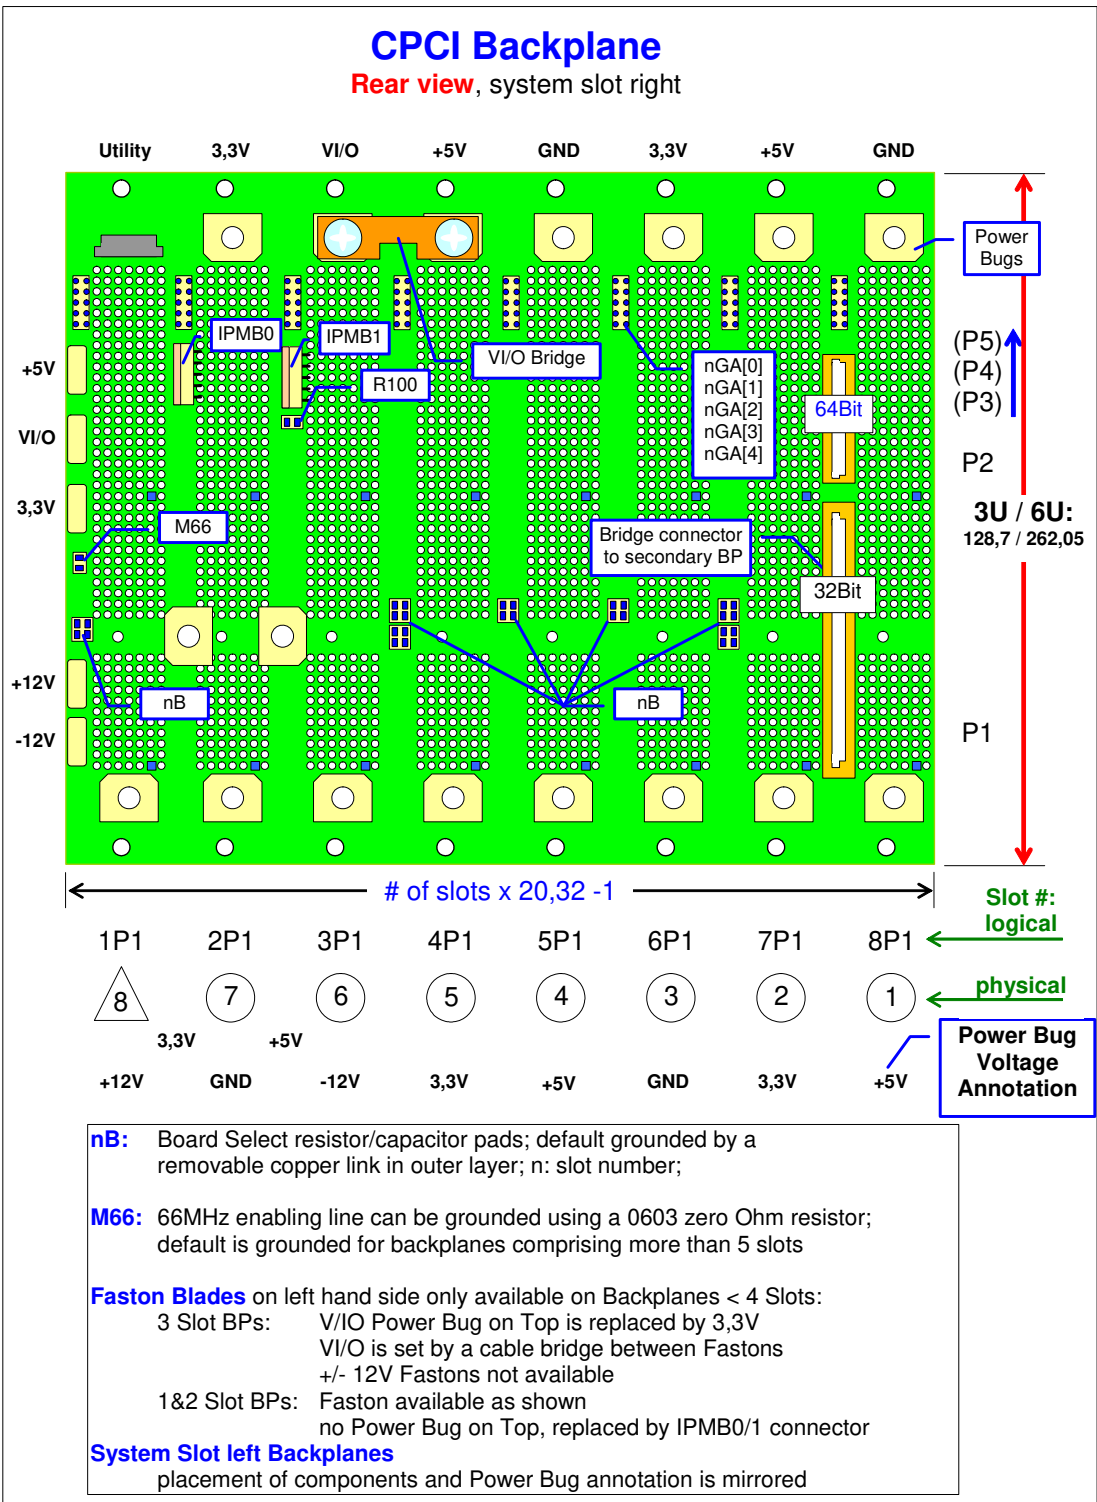 CPCI Backplane
Rear view, system slot right
Utility 3,3V VI/O +5V GND 3,3V +5V GND
Power
Bugs
IPMB0
IPMB1
VI/O Bridge
R100
nGA[0]
nGA[1]
nGA[2]
nGA[3]
nGA[4]
64Bit
+5V
VI/O
3,3V
(P5)
(P4)
(P3)
P2
3U / 6U:
128,7 / 262,05
M66
Bridge connector
to secondary BP
32Bit
+12V
-12V
nB
nB
P1
# of slots x 20,32 -1
Slot #:
logical
1P1 2P1 3P1 4P1 5P1 6P1 7P1 8P1
physical
8 7 6 5 4 3 2 1
3,3V +5V
+12V GND -12V 3,3V +5V GND 3,3V +5V
Power Bug
Voltage
Annotation
nB: Board Select resistor/capacitor pads; default grounded by a
removable copper link in outer layer; n: slot number;
M66: 66MHz enabling line can be grounded using a 0603 zero Ohm resistor;
default is grounded for backplanes comprising more than 5 slots
Faston Blades on left hand side only available on Backplanes < 4 Slots:
3 Slot BPs: V/IO Power Bug on Top is replaced by 3,3V
VI/O is set by a cable bridge between Fastons
+/- 12V Fastons not available
1&2 Slot BPs: Faston available as shown
no Power Bug on Top, replaced by IPMB0/1 connector
System Slot left Backplanes
placement of components and Power Bug annotation is mirrored